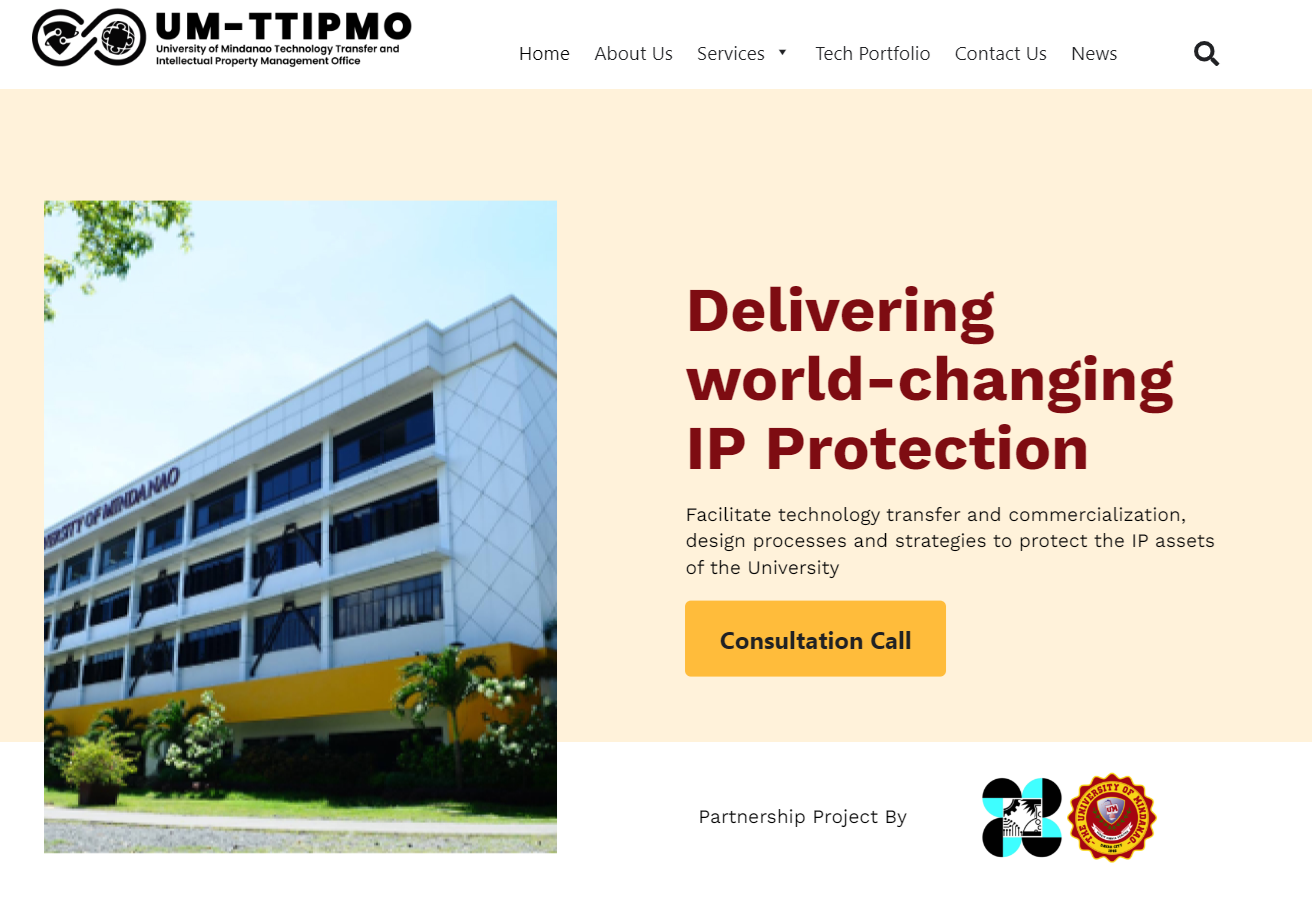 UM-TTIPMO
University of Mindanao Technology Transfer and
Intellectual Property Management Office
Home About Us Services Tech Portfolio Contact Us News
OF MINDANAO
Delivering
world-changing
IP Protection
Facilitate technology transfer and commercialization,
design processes and strategies to protect the IP assets
of the University
Consultation Call
Partnership Project By
THE UNIVERSITY OF MINDANAO
UM